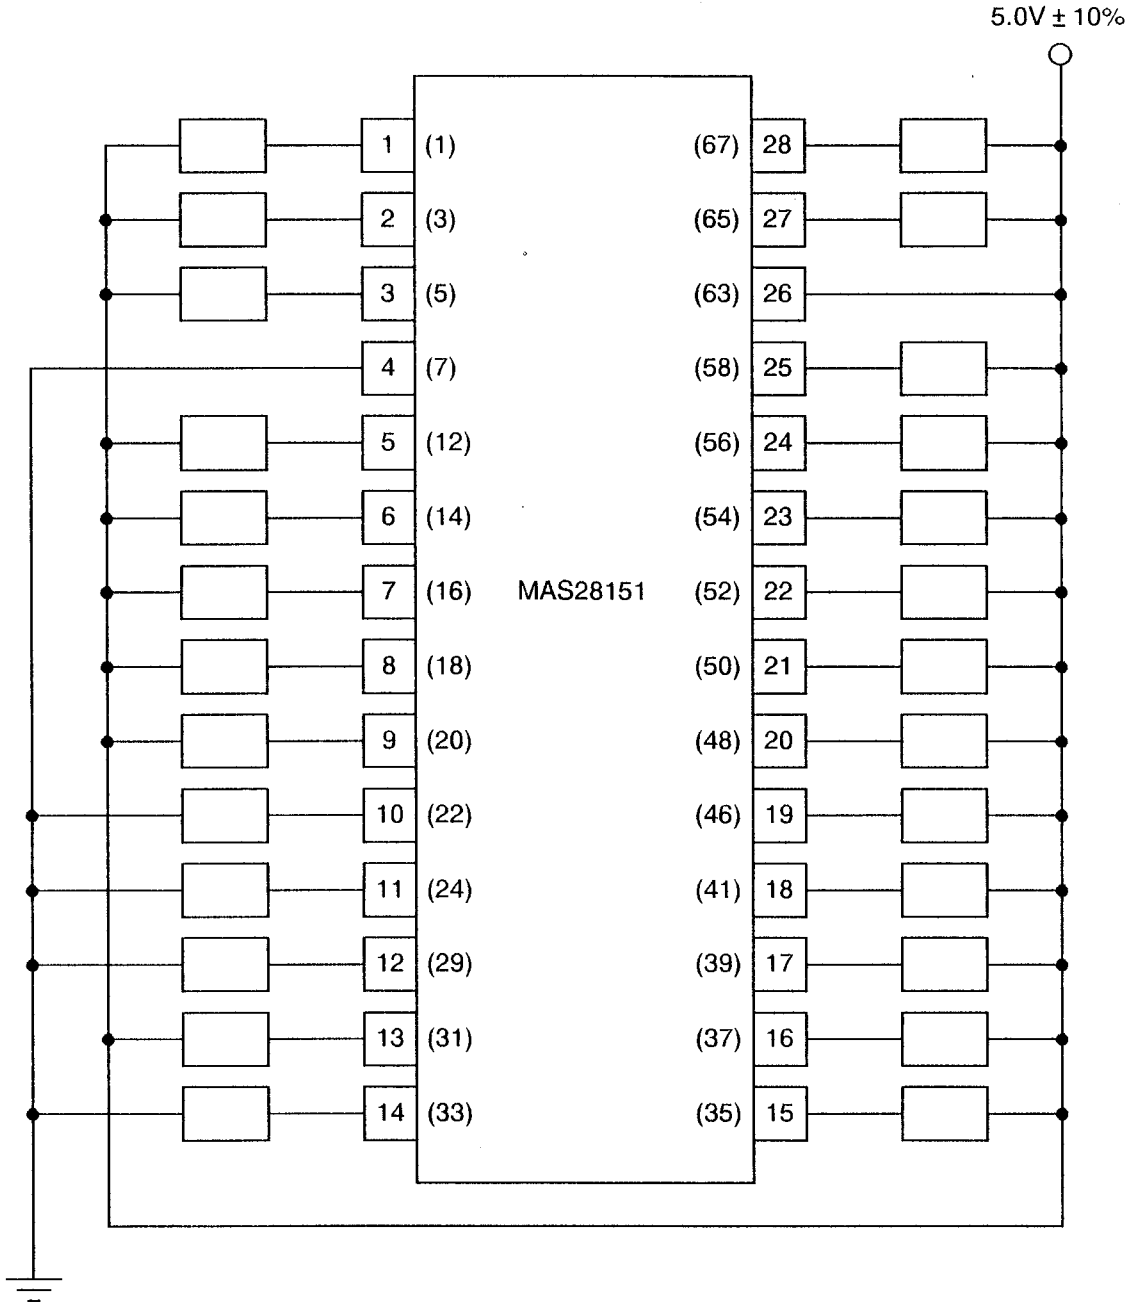 5.0V ± 10%
1 (1) (67) 28
2 (3) (65) 27
3 (5) (63) 26
4 (7) (58) 25
5 (12) (56) 24
6 (14) (54) 23
7 (16) MAS28151 (52) 22
8 (18) (50) 21
9 (20) (48) 20
10 (22) (46) 19
11 (24) (41) 18
12 (29) (39) 17
13 (31) (37) 16
14 (33) (35) 15